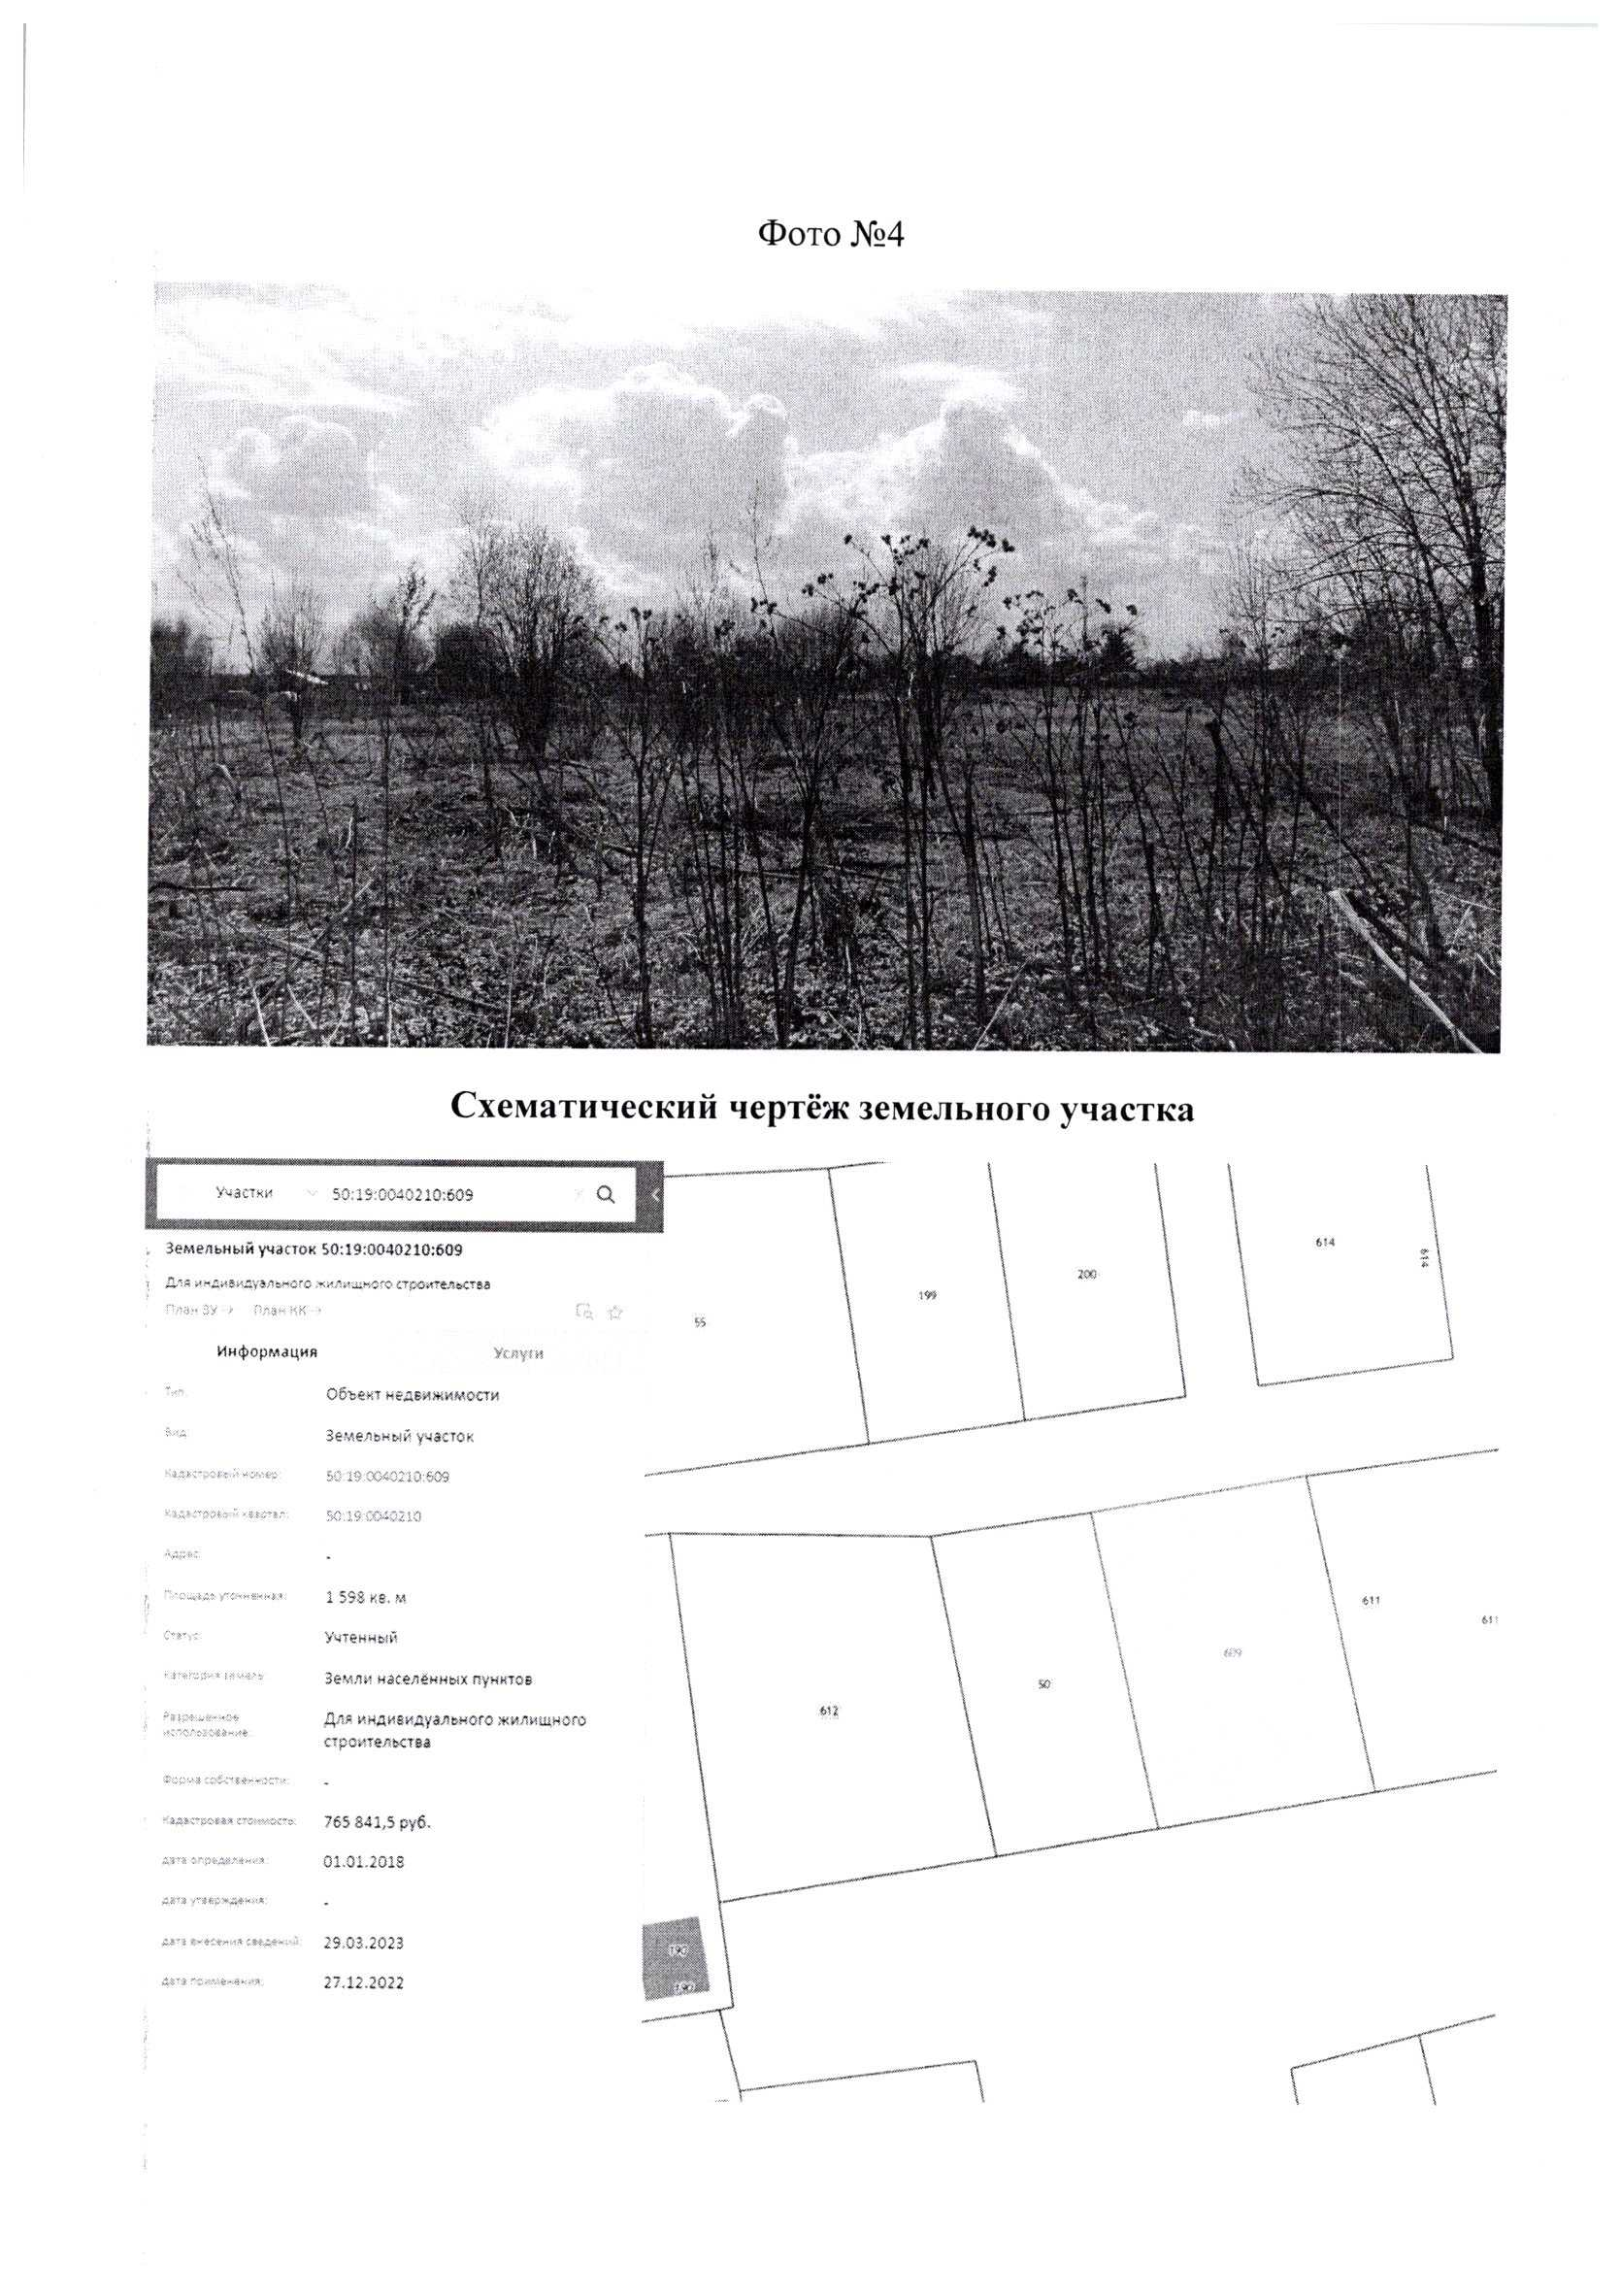 Фото №4
Схематический чертёж земельного участка
Участки 50:19:0040210:609
Земельный участок 50:19:0040210:609
Для индивидуального жилищного строительства
План ЗУ → План КК →
Информация Услуги
Тип: Объект недвижимости
Вид: Земельный участок
Кадастровый номер: 50:19:0040210:609
Кадастровый квартал: 50:19:0040210
Адрес: -
Площадь уточненная: 1 598 кв. м
Статус: Учтенный
Категория земель: Земли населённых пунктов
Разрешенное использование: Для индивидуального жилищного
строительства
Форма собственности: -
Кадастровая стоимость: 765 841,5 руб.
дата определения: 01.01.2018
дата утверждения: -
дата внесения сведений: 29.03.2023
дата применения: 27.12.2022
55
199
200
614
614
612
50
609
611
611
190
190